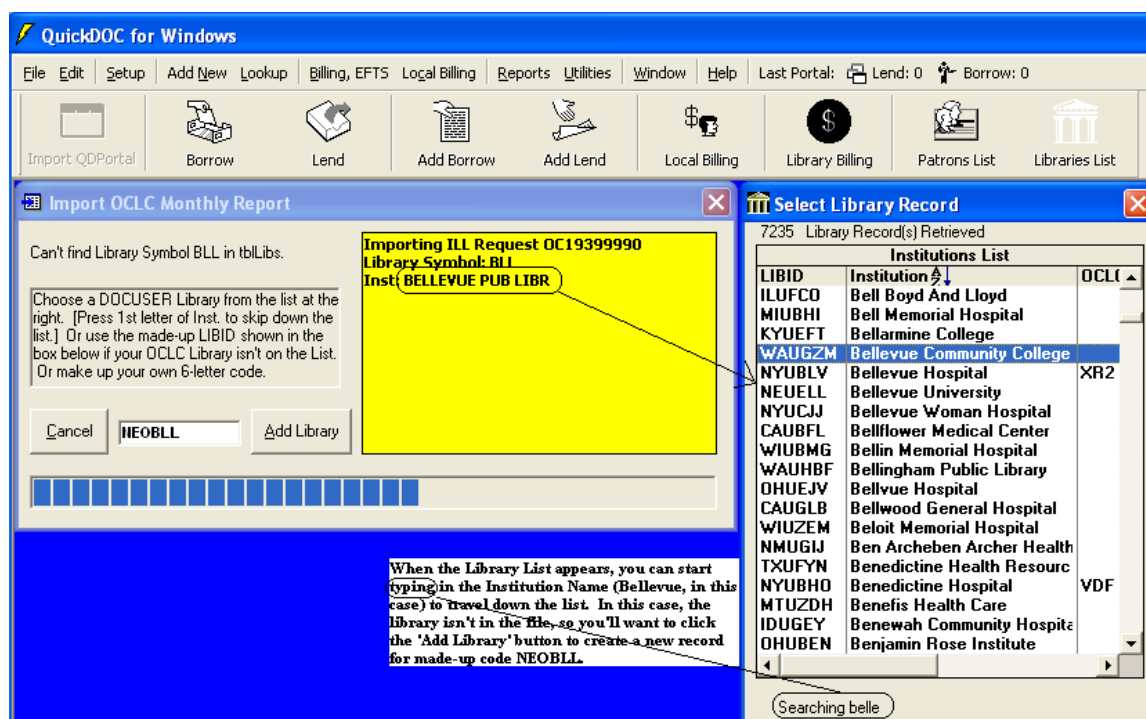 QuickDOC for Windows
File Edit Setup Add New Lookup Billing, EFTS Local Billing Reports Utilities Window Help Last Portal: Lend: 0 Borrow: 0
Import QDPortal Borrow Lend Add Borrow Add Lend Local Billing Library Billing Patrons List Libraries List
Import OCLC Monthly Report
Can't find Library Symbol BLL in tblLibs.
Choose a DOCUSER Library from the list at the
right. [Press 1st letter of Inst. to skip down the
list.] Or use the made-up LIBID shown in the
box below if your OCLC Library isn't on the List.
Or make up your own 6-letter code.
Cancel NEOBLL Add Library
Importing ILL Request OC19399990
Library Symbol: BLL
Inst: BELLEVUE PUB LIBR
When the Library List appears, you can start
typing in the Institution Name (Bellevue, in this
case) to travel down the list. In this case, the
library isn't in the file, so you'll want to click
the 'Add Library' button to create a new record
for made-up code NEOBLL.
Select Library Record
7235 Library Record(s) Retrieved
Institutions List
LIBID Institution OCLC
ILUFCO Bell Boyd And Lloyd
MIUBHI Bell Memorial Hospital
KYUEFT Bellarmine College
WAUGZM Bellevue Community College
NYUBLV Bellevue Hospital XR2
NEUELL Bellevue University
NYUCJJ Bellevue Woman Hospital
CAUBFL Bellflower Medical Center
WIUBMG Bellin Memorial Hospital
WAUHBF Bellingham Public Library
OHUEJV Bellvue Hospital
CAUGLB Bellwood General Hospital
WIUZEM Beloit Memorial Hospital
NMUGIJ Ben Archeben Archer Health
TXUFYN Benedictine Health Resourc
NYUBHO Benedictine Hospital VDF
MTUZDH Benefis Health Care
IDUGEY Benewah Community Hospita
OHUBEN Benjamin Rose Institute
Searching belle